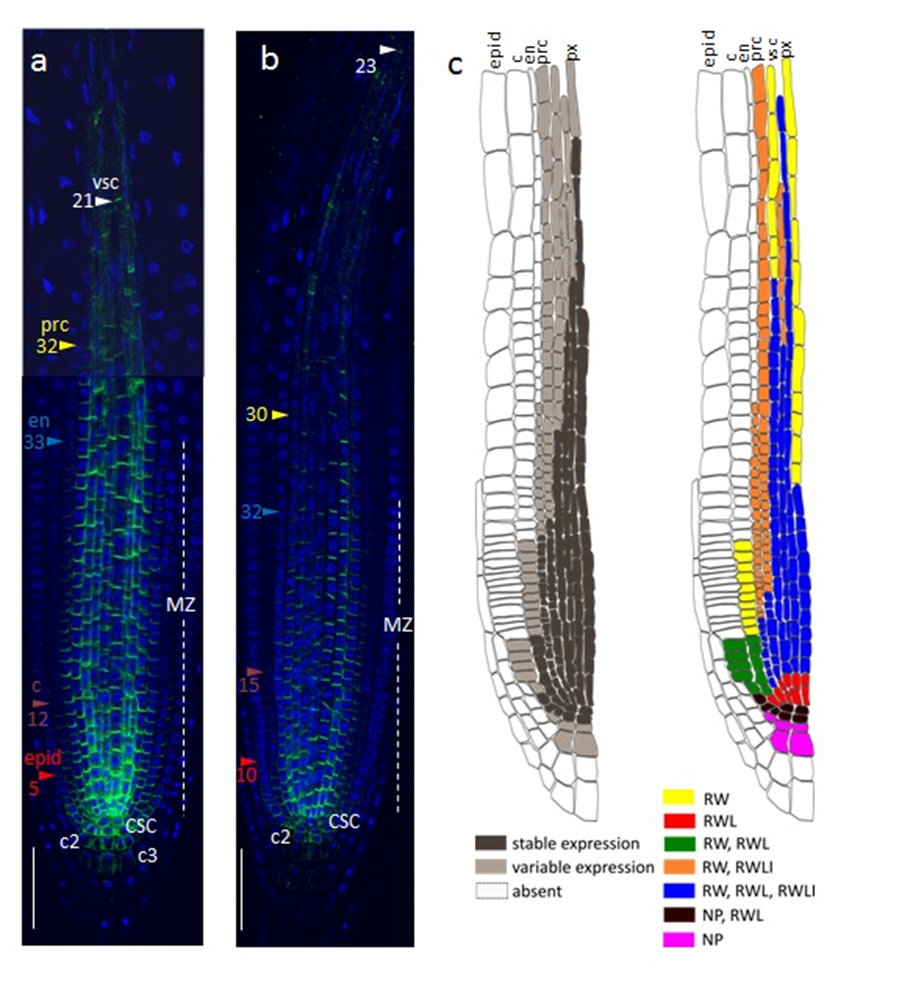 a
vsc
21
prc
32
en
33
MZ
c
12
epid
5
c2
CSC
c3
b
23
30
32
MZ
15
10
c2
CSC
c
epid
c
en
prc
px
epid
c
en
prc
vsc
px
stable expression
variable expression
absent
RW
RWL
RW, RWL
RW, RWLI
RW, RWL, RWLI
NP, RWL
NP